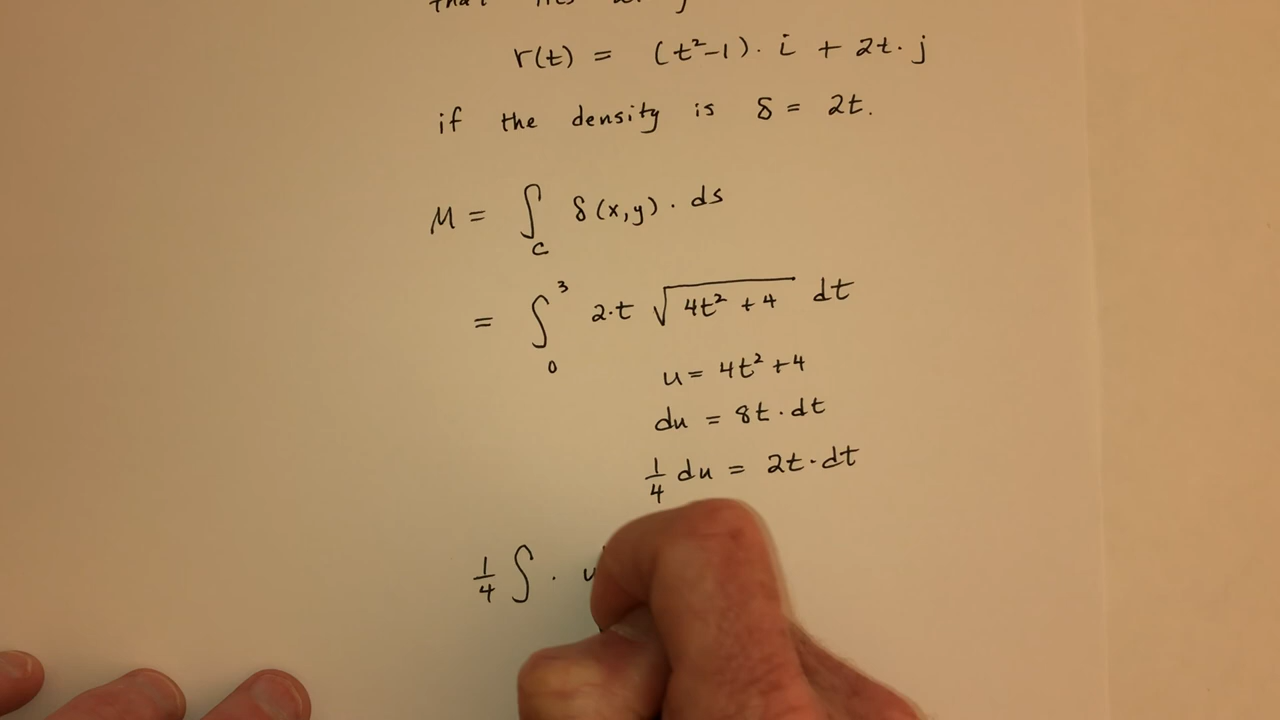 that
r(t) = (t²-1). i + 2t. j
if the density is δ = 2t.
M = ∫_C δ(x,y) . ds
= ∫_0^3 2·t √(4t² + 4) dt
u = 4t² + 4
du = 8t . dt
1/4 du = 2t · dt
1/4 ∫ . u